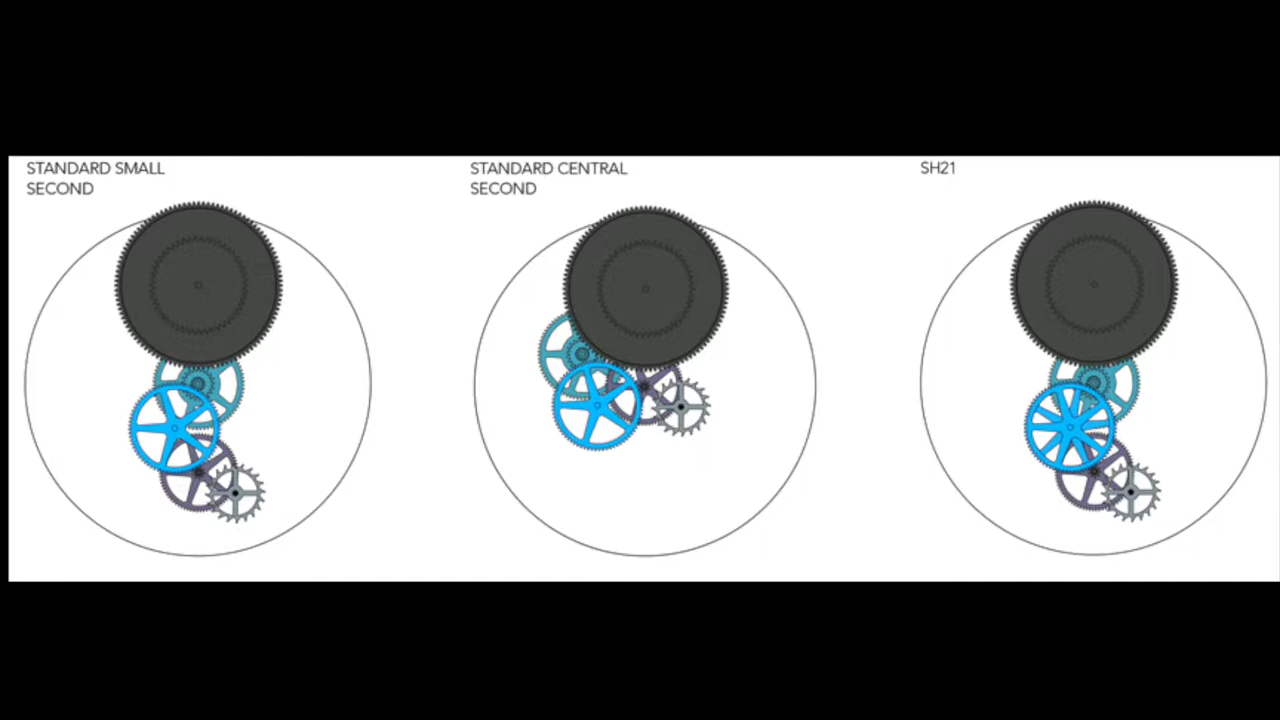 STANDARD SMALL
SECOND
STANDARD CENTRAL
SECOND
SH21